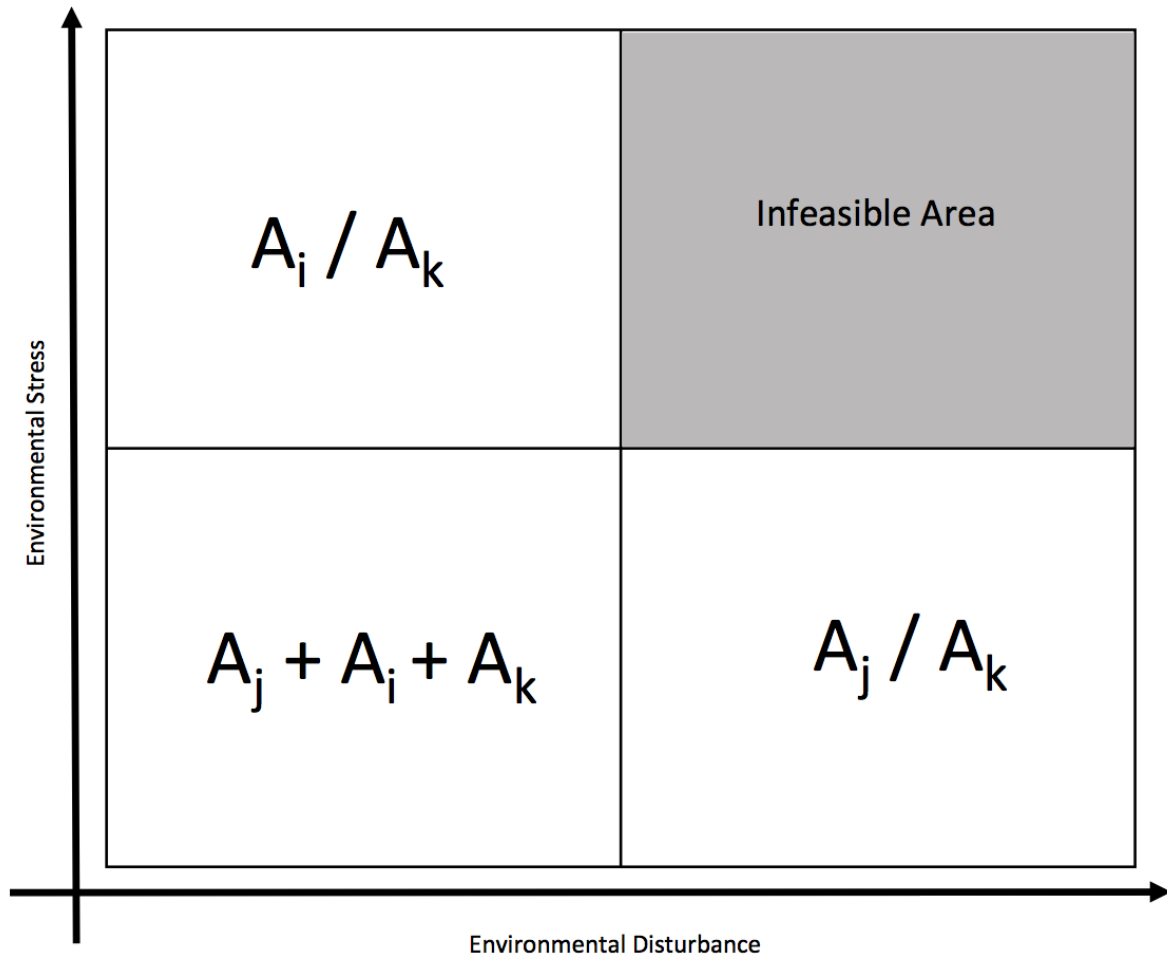 Infeasible Area
Aᵢ / Aₖ
Environmental Stress
Aⱼ + Aᵢ + Aₖ
Aⱼ / Aₖ
Environmental Disturbance